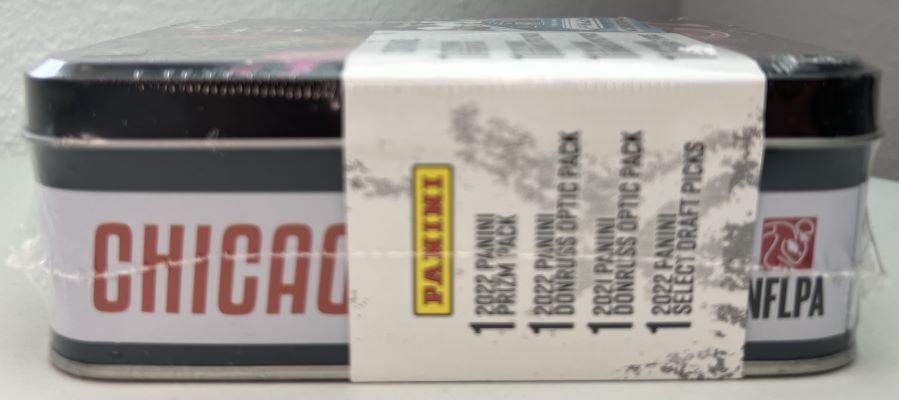 CHICAG
PANINI
1 2022 PANINI
PRIZM PACK
1 2022 PANINI
DONRUSS OPTIC PACK
1 2021 PANINI
DONRUSS OPTIC PACK
1 2022 PANINI
SELECT DRAFT PICKS
NFLPA